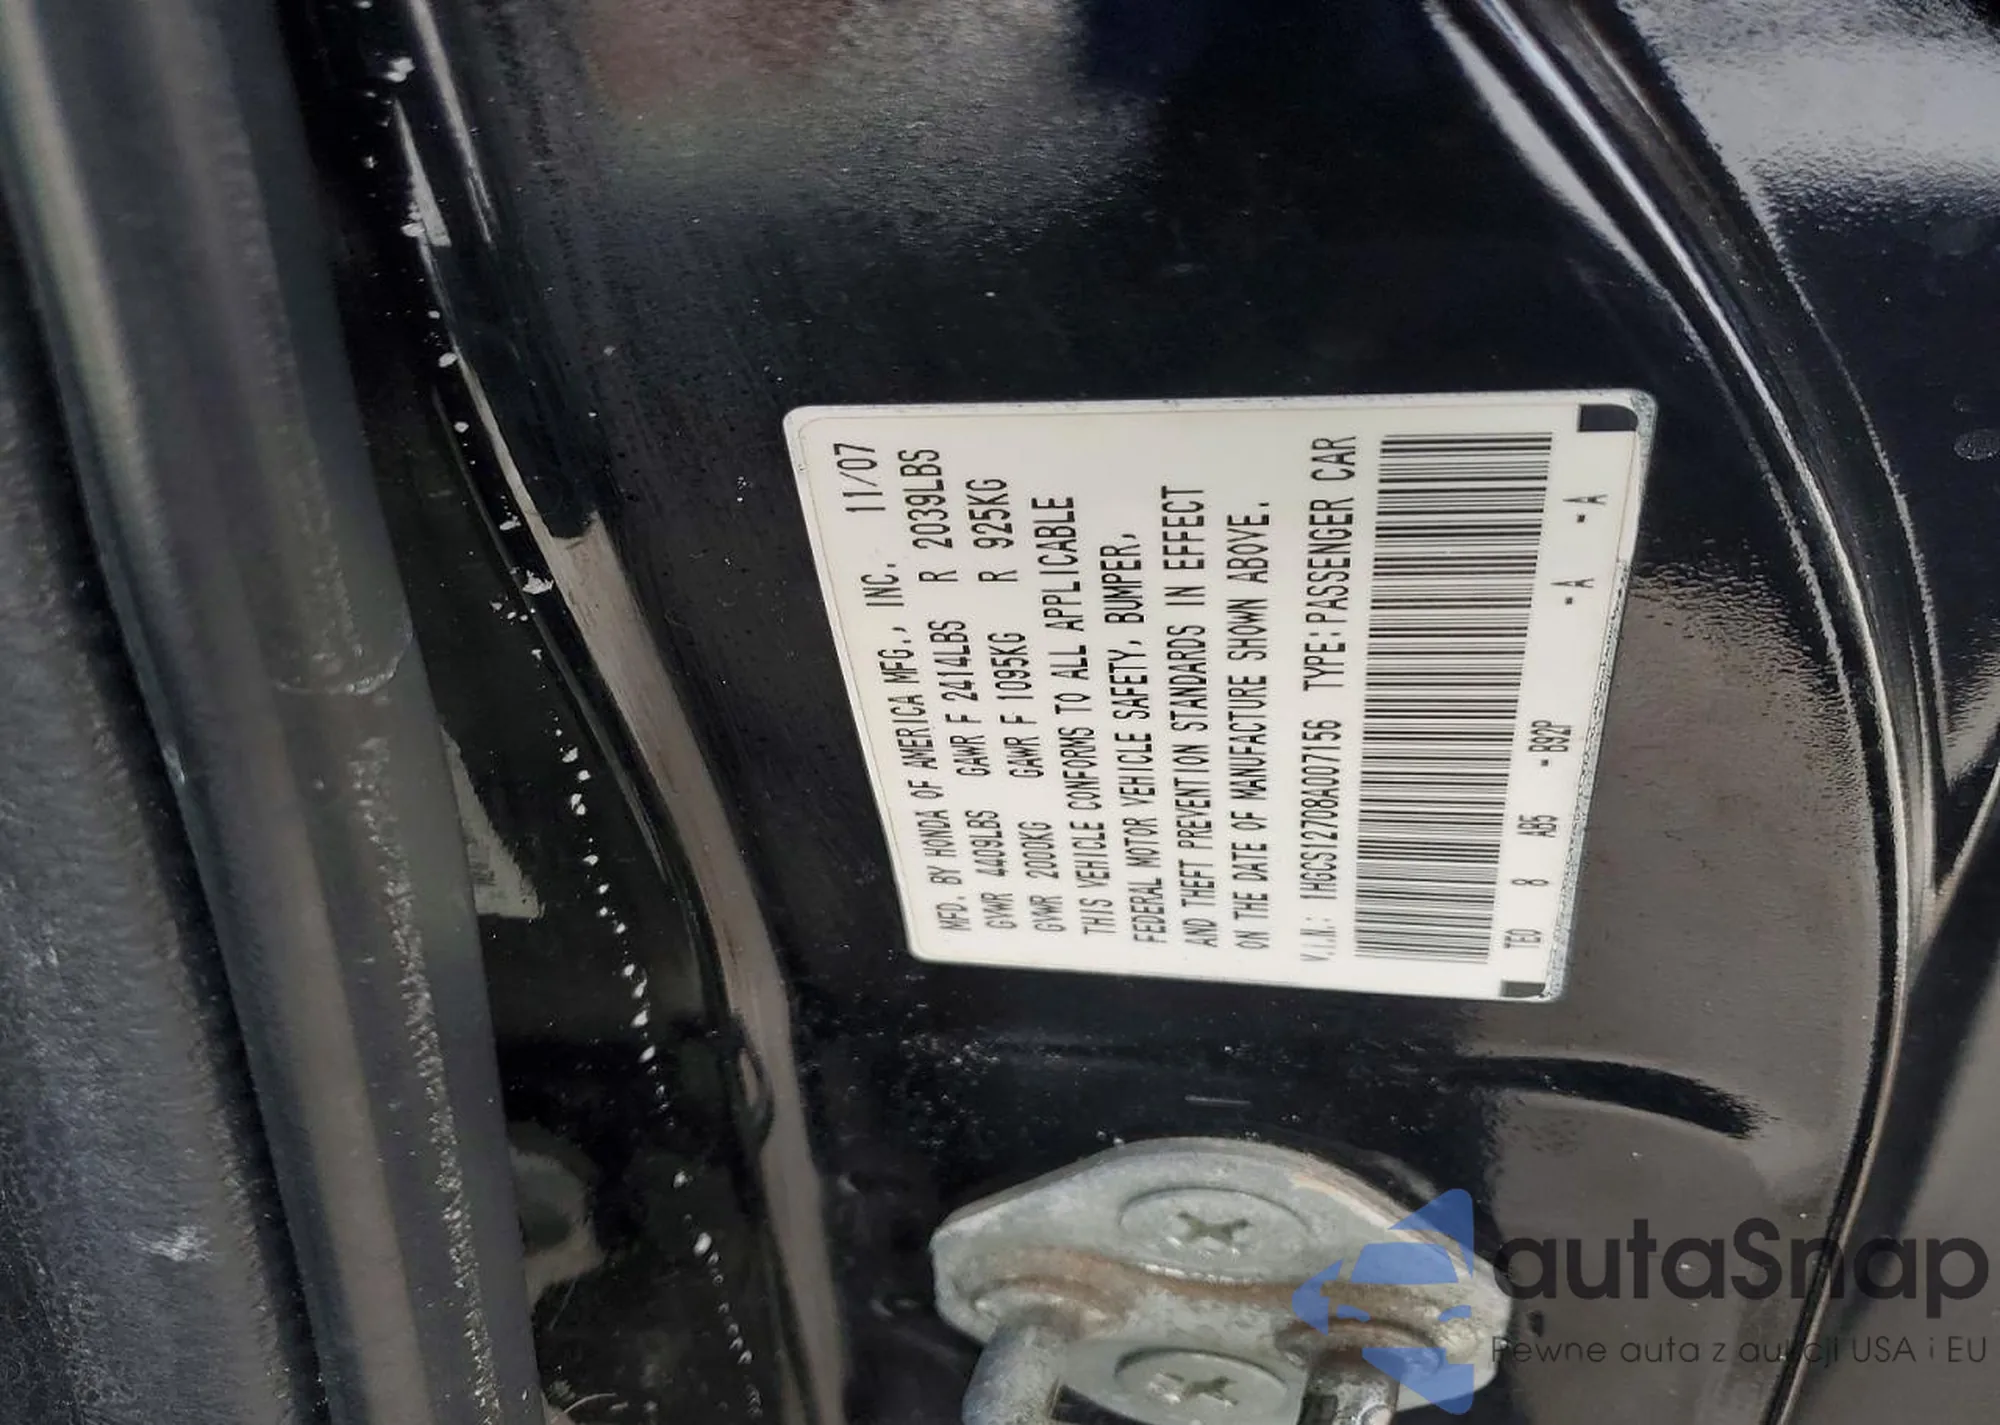 MFD. BY HONDA OF AMERICA MFG., INC. 11/07
GVWR 4409LBS GAWR F 2414LBS R 2039LBS
GVWR 2000KG GAWR F 1095KG R 925KG
THIS VEHICLE CONFORMS TO ALL APPLICABLE
FEDERAL MOTOR VEHICLE SAFETY, BUMPER,
AND THEFT PREVENTION STANDARDS IN EFFECT
ON THE DATE OF MANUFACTURE SHOWN ABOVE.
V.I.N.: 1HGCS12708A007156 TYPE:PASSENGER CAR
TEO 8 AB5 -B92P -A -A
autaSnap
Pewne auta z aukcji USA i EU